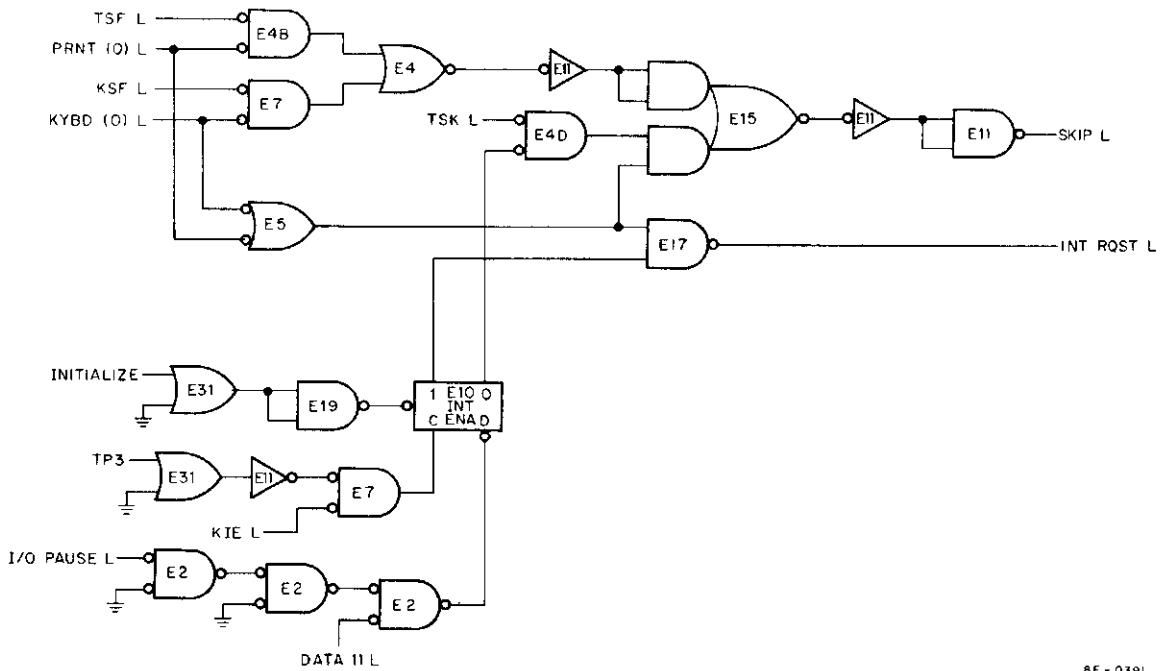 TSF L
E4B
PRNT (0) L
E4
E11
KSF L
E7
KYBD (0) L
TSK L
E4D
E15
E11
E11
SKIP L
E5
E17
INT RQST L
INITIALIZE
E31
E19
1 E10 0
INT
C ENA D
TP3
E31
E11
E7
KIE L
I/O PAUSE L
E2
E2
E2
DATA 11 L
8E-0391